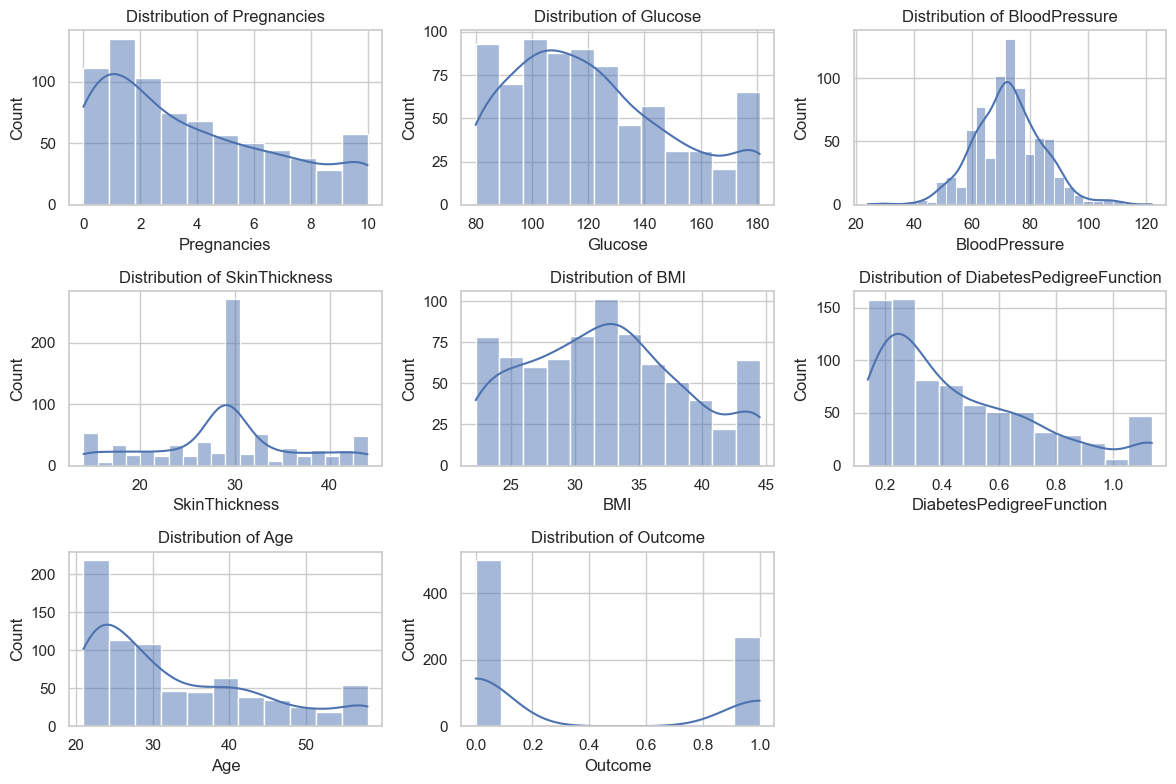 Distribution of Pregnancies
100
50
0
Count
0 2 4 6 8 10
Pregnancies
Distribution of Glucose
100
75
50
25
0
Count
80 100 120 140 160 180
Glucose
Distribution of BloodPressure
100
50
0
Count
20 40 60 80 100 120
BloodPressure
Distribution of SkinThickness
200
100
0
Count
20 30 40
SkinThickness
Distribution of BMI
100
75
50
25
0
Count
25 30 35 40 45
BMI
Distribution of DiabetesPedigreeFunction
150
100
50
0
Count
0.2 0.4 0.6 0.8 1.0
DiabetesPedigreeFunction
Distribution of Age
200
150
100
50
0
Count
20 30 40 50
Age
Distribution of Outcome
400
200
0
Count
0.0 0.2 0.4 0.6 0.8 1.0
Outcome